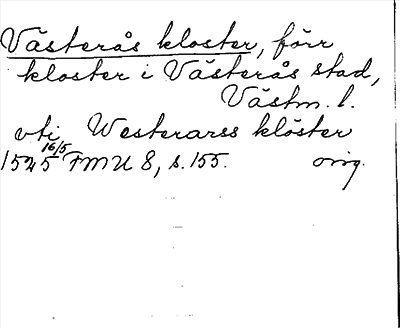 Västerås kloster, förr
kloster i Västerås stad,
Västm. l.
vti Westerarss klöster
1525 16/5 FMU 8, s. 155. orig.